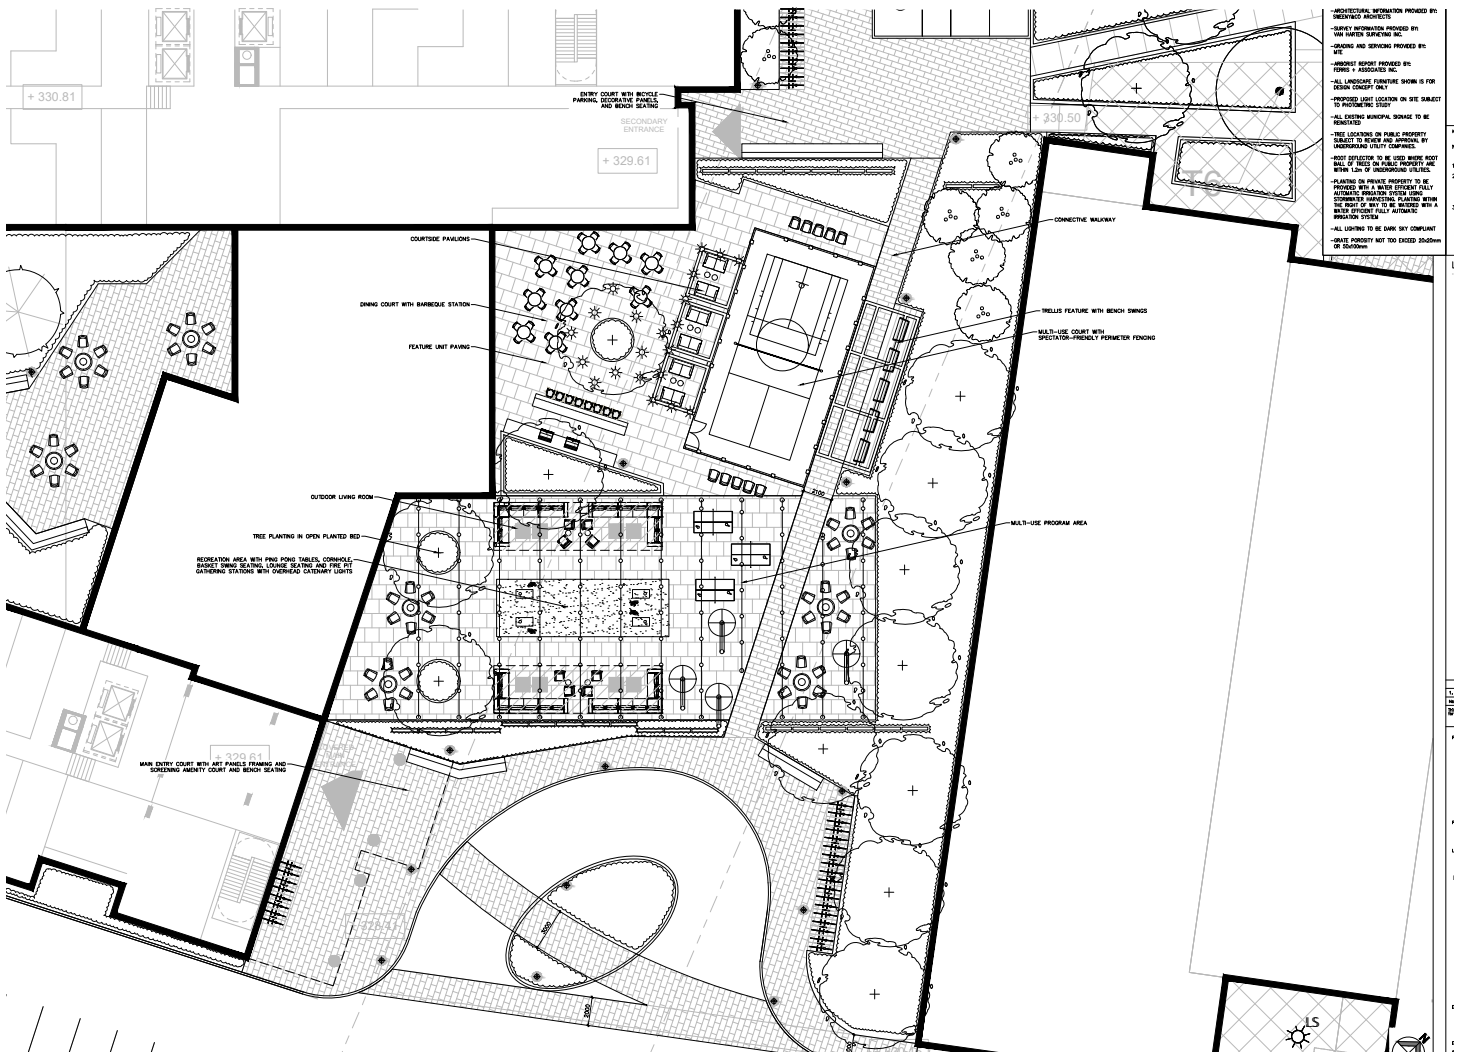 -ARCHITECTURAL INFORMATION PROVIDED BY:
SWEENY&CO ARCHITECTS
-SURVEY INFORMATION PROVIDED BY:
VAN HARTEN SURVEYING INC.
-GRADING AND SERVICING PROVIDED BY:
MTE
-ARBORIST REPORT PROVIDED BY:
FERRIS + ASSOCIATES INC.
-ALL LANDSCAPE FURNITURE SHOWN IS FOR
DESIGN CONCEPT ONLY
-PROPOSED LIGHT LOCATION ON SITE SUBJECT
TO PHOTOMETRIC STUDY
-ALL EXISTING MUNICIPAL SIGNAGE TO BE
REINSTATED
-TREE LOCATIONS ON PUBLIC PROPERTY
SUBJECT TO REVIEW AND APPROVAL BY
UNDERGROUND UTILITY COMPANIES.
-ROOT DEFLECTOR TO BE USED WHERE ROOT
BALL OF TREES ON PUBLIC PROPERTY ARE
WITHIN 1.2m OF UNDERGROUND UTILITIES.
-PLANTING ON PRIVATE PROPERTY TO BE
PROVIDED WITH A WATER EFFICIENT FULLY
AUTOMATIC IRRIGATION SYSTEM USING
STORMWATER HARVESTING. PLANTING WITHIN
THE RIGHT OF WAY TO BE WATERED WITH A
WATER EFFICIENT FULLY AUTOMATIC
IRRIGATION SYSTEM
-ALL LIGHTING TO BE DARK SKY COMPLIANT
-GRATE POROSITY NOT TOO EXCEED 20x20mm
OR 50x100mm
+ 330.81
ENTRY COURT WITH BICYCLE
PARKING, DECORATIVE PANELS,
AND BENCH SEATING
SECONDARY
ENTRANCE
+ 330.50
+ 329.61
T6
CONNECTIVE WALKWAY
COURTSIDE PAVILIONS
DINING COURT WITH BARBEQUE STATION
TRELLIS FEATURE WITH BENCH SWINGS
MULTI-USE COURT WITH
SPECTATOR-FRIENDLY PERIMETER FENCING
FEATURE UNIT PAVING
2100
OUTDOOR LIVING ROOM
MULTI-USE PROGRAM AREA
TREE PLANTING IN OPEN PLANTED BED
RECREATION AREA WITH PING PONG TABLES, CORNHOLE,
BASKET SWING SEATING, LOUNGE SEATING AND FIRE PIT
GATHERING STATIONS WITH OVERHEAD CATENARY LIGHTS
+ 329.61
MAIN ENTRY COURT WITH ART PANELS FRAMING AND
SCREENING AMENITY COURT AND BENCH SEATING
LS
N